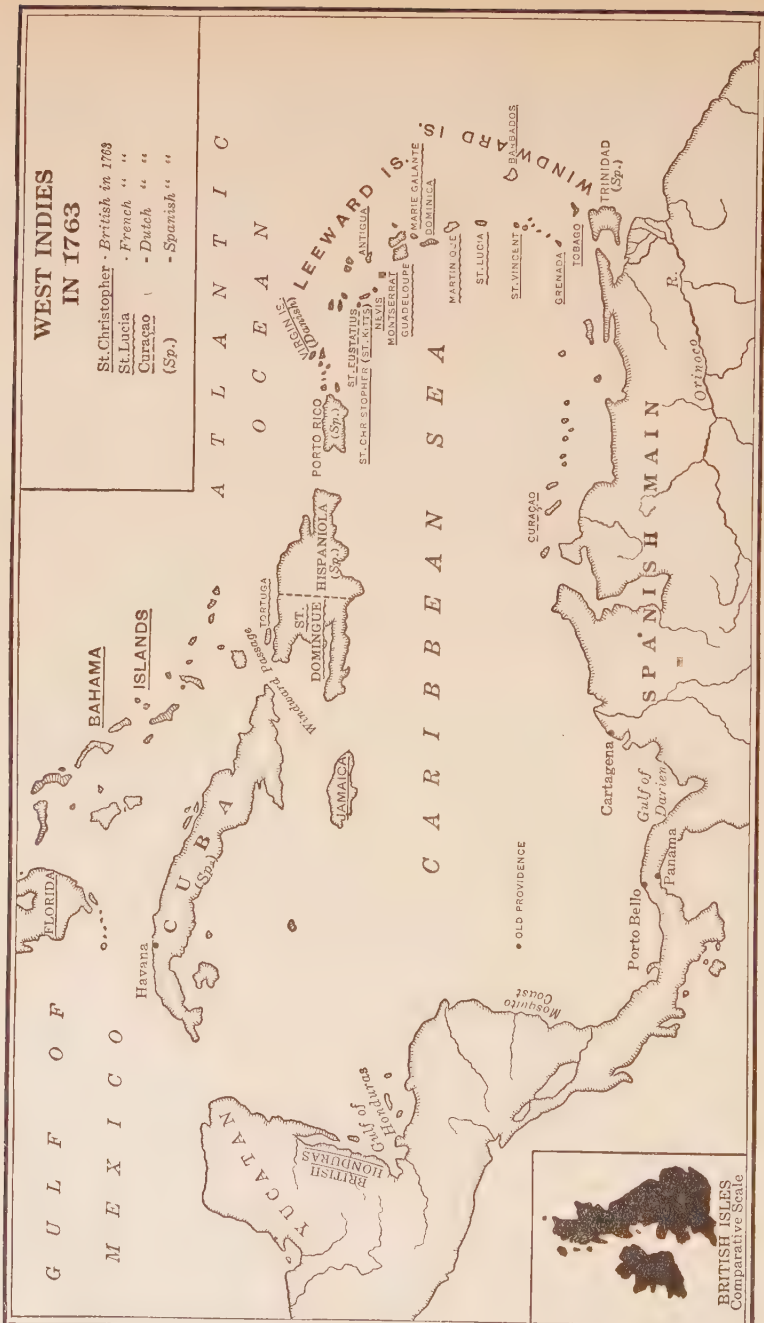 WEST INDIES
IN 1763
St. Christopher - British in 1763
St. Lucia - French " "
Curaçao - Dutch " "
(Sp.) - Spanish " "
GULF OF
MEXICO
FLORIDA
BAHAMA
ISLANDS
ATLANTIC
OCEAN
Havana
CUBA
(Sp.)
Windward Passage
TORTUGA
ST.
DOMINGUE
HISPANIOLA
(Sp.)
JAMAICA
PORTO RICO
(Sp.)
VIRGIN IS.
(Danish)
LEEWARD IS.
ST. EUSTATIUS
ST. CHRISTOPHER (ST. KITTS)
NEVIS
ANTIGUA
MONTSERRAT
GUADELOUPE
MARIE GALANTE
DOMINICA
MARTINIQUE
ST. LUCIA
ST. VINCENT
BARBADOS
WINDWARD IS.
GRENADA
TOBAGO
TRINIDAD
(Sp.)
CARIBBEAN SEA
YUCATAN
BRITISH
HONDURAS
Gulf of
Honduras
Mosquito
Coast
OLD PROVIDENCE
CURAÇAO
Porto Bello
Panama
Gulf of
Darien
Cartagena
SPANISH MAIN
Orinoco R.
BRITISH ISLES
Comparative Scale